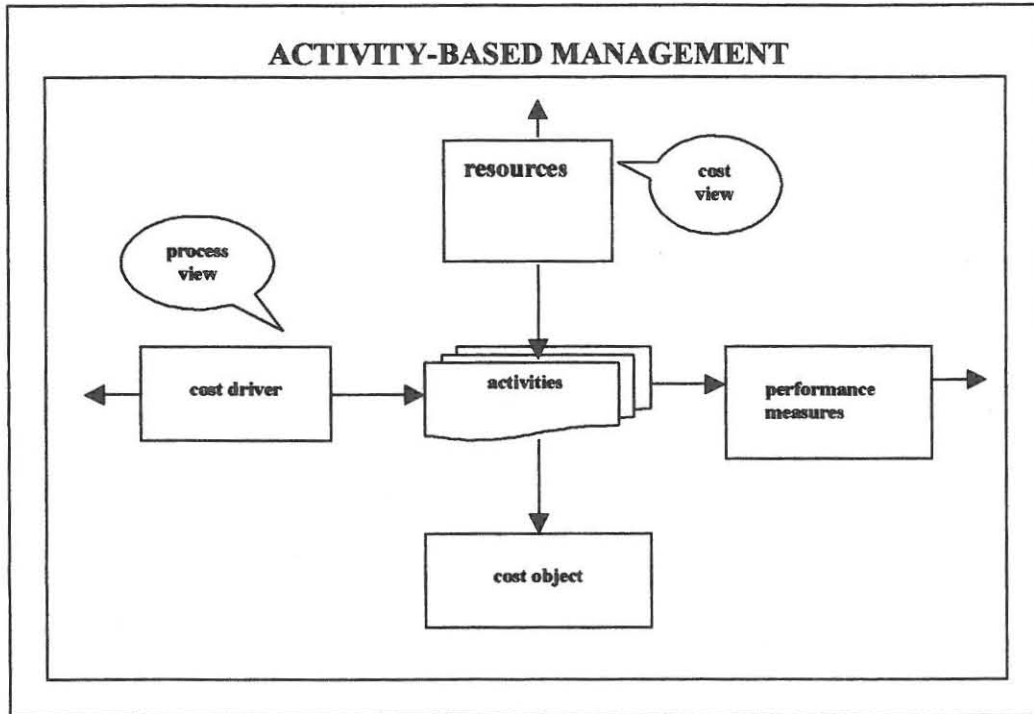 ACTIVITY-BASED MANAGEMENT
resources
cost
view
process
view
cost driver
activities
performance
measures
cost object